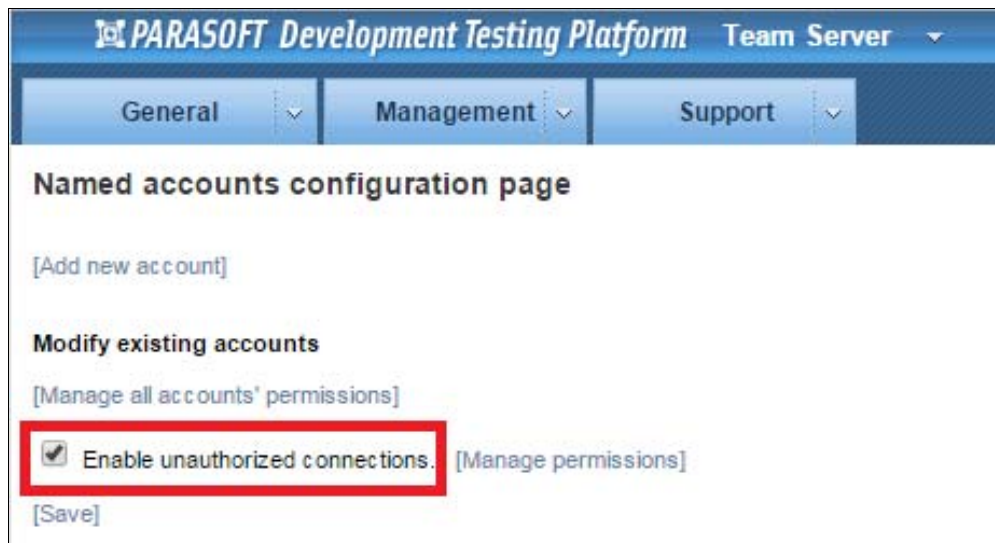 PARASOFT Development Testing Platform Team Server
General Management Support
Named accounts configuration page
[Add new account]
Modify existing accounts
[Manage all accounts' permissions]
Enable unauthorized connections. [Manage permissions]
[Save]